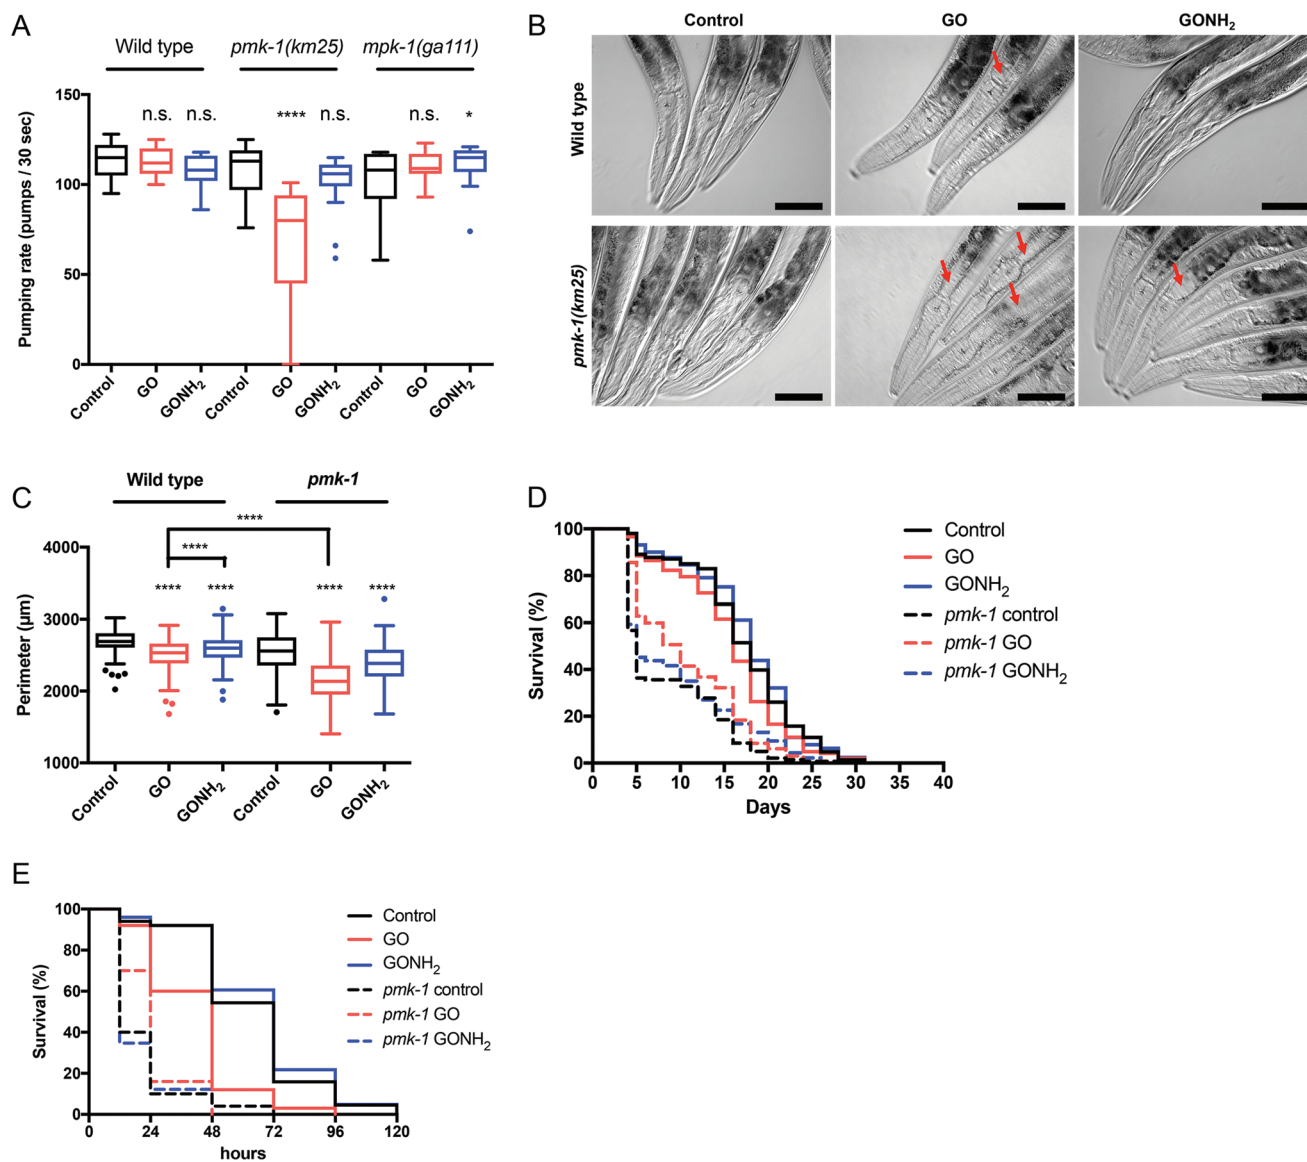 A
Wild type pmk-1(km25) mpk-1(ga111)
Pumping rate (pumps / 30 sec)
150
100
50
0
n.s. n.s. **** n.s. n.s. *
Control GO GONH₂ Control GO GONH₂ Control GO GONH₂
B
Control GO GONH₂
Wild type
pmk-1(km25)
C
Wild type pmk-1
****
****
**** **** **** ****
Perimeter (µm)
4000
3000
2000
1000
Control GO GONH₂ Control GO GONH₂
D
Survival (%)
100
80
60
40
20
0
0 5 10 15 20 25 30 35 40
Days
Control
GO
GONH₂
pmk-1 control
pmk-1 GO
pmk-1 GONH₂
E
Survival (%)
100
80
60
40
20
0
0 24 48 72 96 120
hours
Control
GO
GONH₂
pmk-1 control
pmk-1 GO
pmk-1 GONH₂